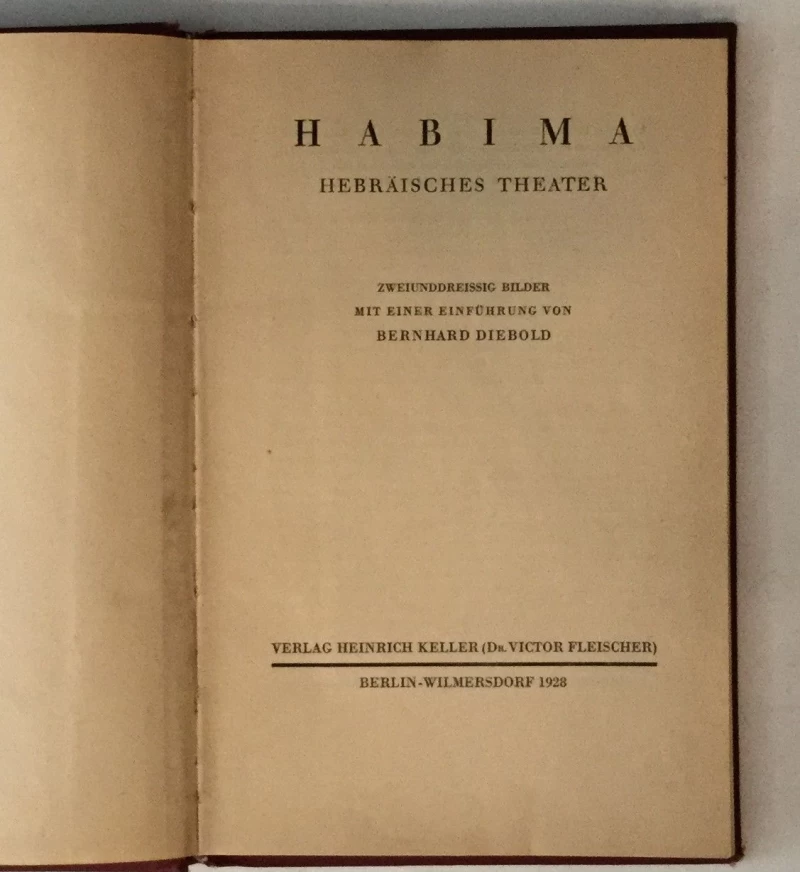 HABIMA
HEBRÄISCHES THEATER
ZWEIUNDDREISSIG BILDER
MIT EINER EINFÜHRUNG VON
BERNHARD DIEBOLD
VERLAG HEINRICH KELLER (DR. VICTOR FLEISCHER)
BERLIN-WILMERSDORF 1928